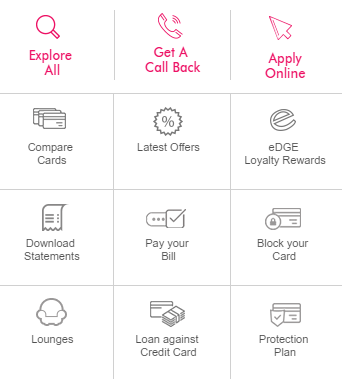 Explore
All
Get A
Call Back
Apply
Online
Compare
Cards
%
Latest Offers
eDGE
Loyalty Rewards
Download
Statements
Pay your
Bill
Block your
Card
Lounges
Loan against
Credit Card
Protection
Plan